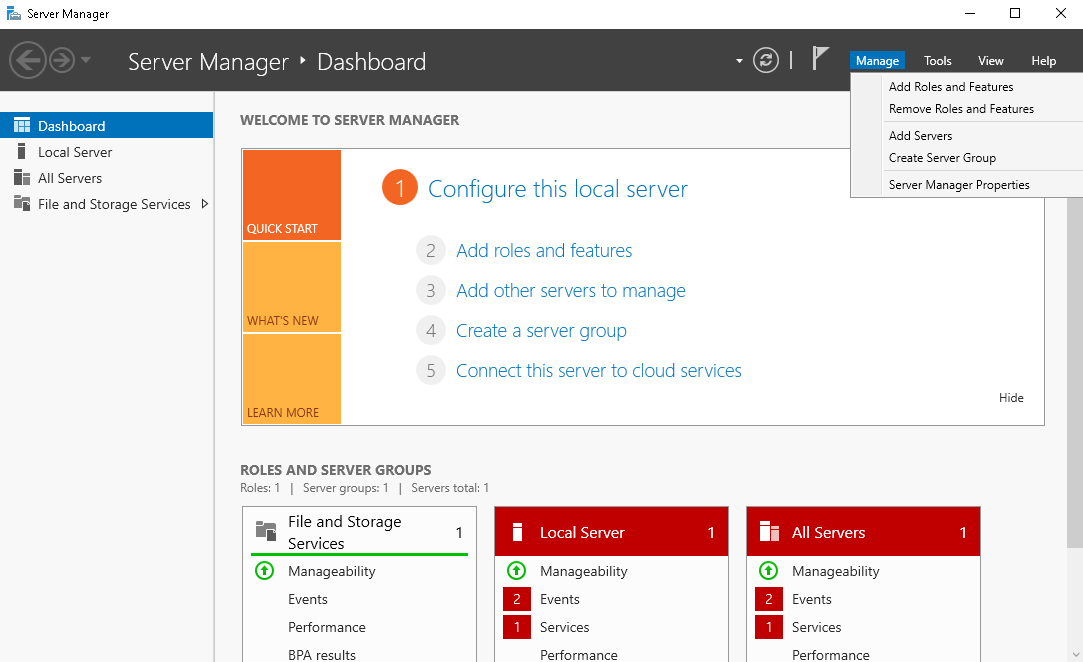 Server Manager
Server Manager • Dashboard
Manage Tools View Help
Add Roles and Features
Remove Roles and Features
Add Servers
Create Server Group
Server Manager Properties
Dashboard
Local Server
All Servers
File and Storage Services
WELCOME TO SERVER MANAGER
QUICK START
WHAT'S NEW
LEARN MORE
1 Configure this local server
2 Add roles and features
3 Add other servers to manage
4 Create a server group
5 Connect this server to cloud services
Hide
ROLES AND SERVER GROUPS
Roles: 1 | Server groups: 1 | Servers total: 1
File and Storage
Services
1
Manageability
Events
Performance
BPA results
Local Server 1
Manageability
2 Events
1 Services
Performance
All Servers 1
Manageability
2 Events
1 Services
Performance